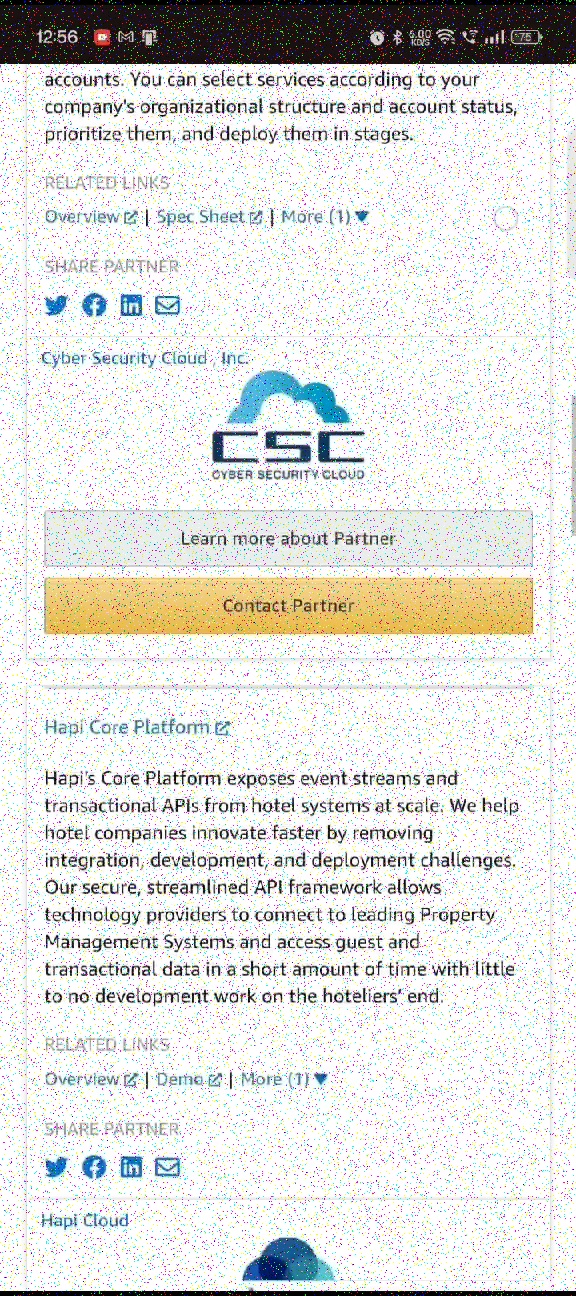 12:56
6.00 KB/S
76
accounts. You can select services according to your
company's organizational structure and account status,
prioritize them, and deploy them in stages.
RELATED LINKS
Overview | Spec Sheet | More (1)
SHARE PARTNER
Cyber Security Cloud , Inc.
CSC
CYBER SECURITY CLOUD
Learn more about Partner
Contact Partner
Hapi Core Platform
Hapi's Core Platform exposes event streams and
transactional APIs from hotel systems at scale. We help
hotel companies innovate faster by removing
integration, development, and deployment challenges.
Our secure, streamlined API framework allows
technology providers to connect to leading Property
Management Systems and access guest and
transactional data in a short amount of time with little
to no development work on the hoteliers' end.
RELATED LINKS
Overview | Demo | More (1)
SHARE PARTNER
Hapi Cloud